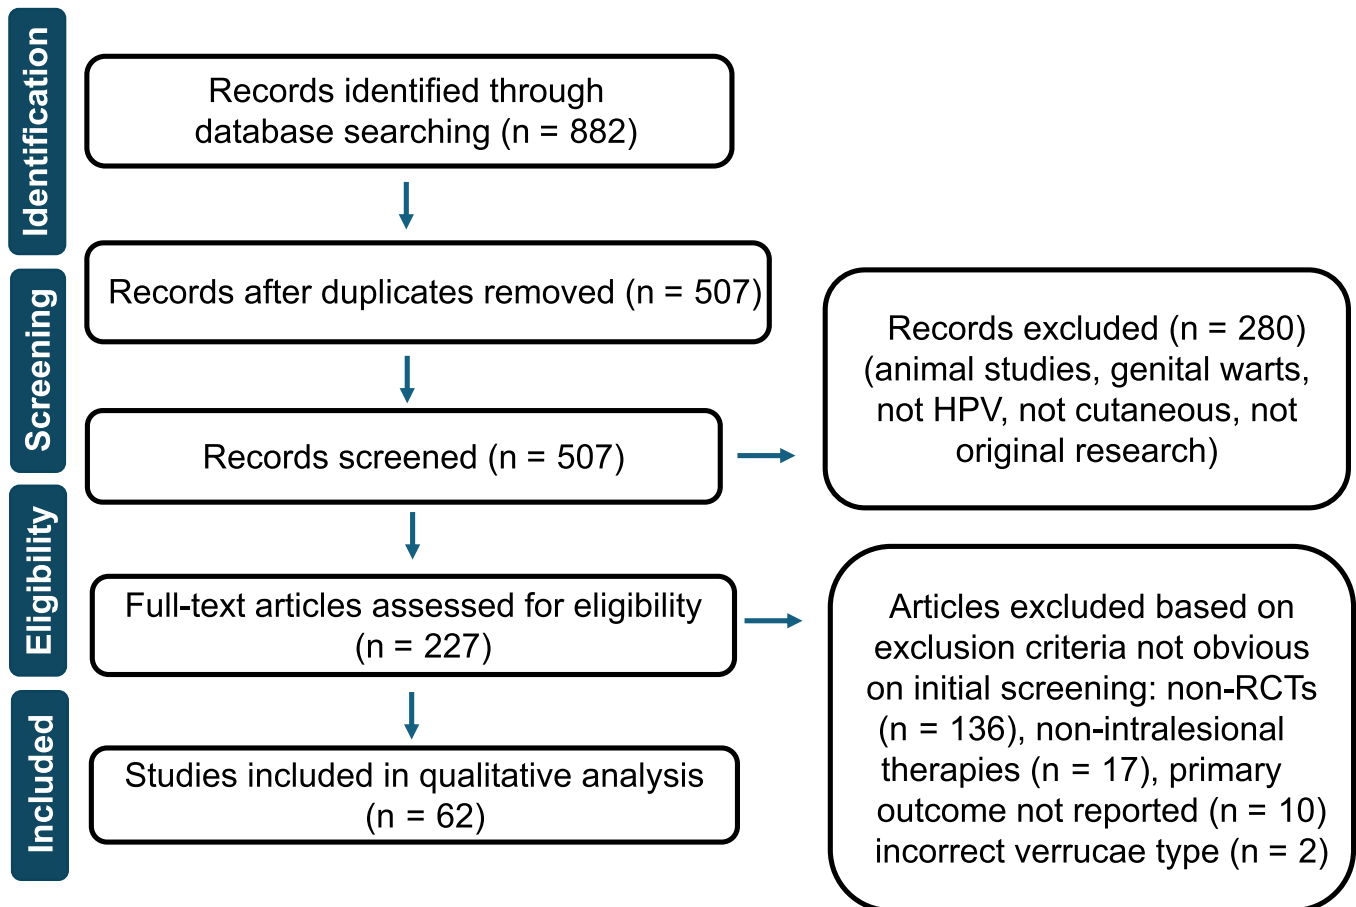 Identification
Records identified through
database searching (n = 882)
Records after duplicates removed (n = 507)
Screening
Records screened (n = 507)
Records excluded (n = 280)
(animal studies, genital warts,
not HPV, not cutaneous, not
original research)
Eligibility
Full-text articles assessed for eligibility
(n = 227)
Articles excluded based on
exclusion criteria not obvious
on initial screening: non-RCTs
(n = 136), non-intralesional
therapies (n = 17), primary
outcome not reported (n = 10)
incorrect verrucae type (n = 2)
Included
Studies included in qualitative analysis
(n = 62)